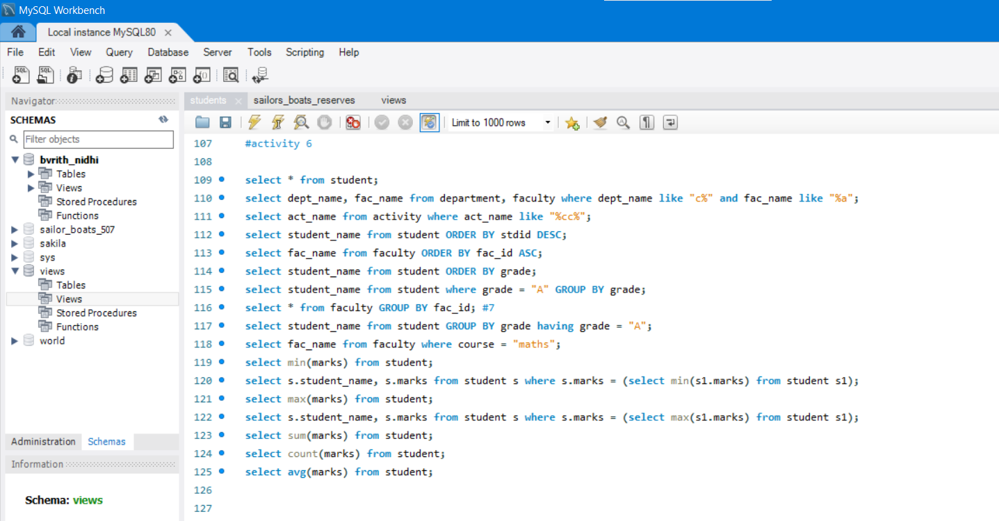 MySQL Workbench
Local instance MySQL80
File Edit View Query Database Server Tools Scripting Help
Navigator
SCHEMAS
Filter objects
bvrith_nidhi
Tables
Views
Stored Procedures
Functions
sailor_boats_507
sakila
sys
views
Tables
Views
Stored Procedures
Functions
world
Administration Schemas
Information
Schema: views
students sailors_boats_reserves views
Limit to 1000 rows
107 #activity 6
108
109 select * from student;
110 select dept_name, fac_name from department, faculty where dept_name like "c%" and fac_name like "%a";
111 select act_name from activity where act_name like "%cc%";
112 select student_name from student ORDER BY stdid DESC;
113 select fac_name from faculty ORDER BY fac_id ASC;
114 select student_name from student ORDER BY grade;
115 select student_name from student where grade = "A" GROUP BY grade;
116 select * from faculty GROUP BY fac_id; #7
117 select student_name from student GROUP BY grade having grade = "A";
118 select fac_name from faculty where course = "maths";
119 select min(marks) from student;
120 select s.student_name, s.marks from student s where s.marks = (select min(s1.marks) from student s1);
121 select max(marks) from student;
122 select s.student_name, s.marks from student s where s.marks = (select max(s1.marks) from student s1);
123 select sum(marks) from student;
124 select count(marks) from student;
125 select avg(marks) from student;
126
127